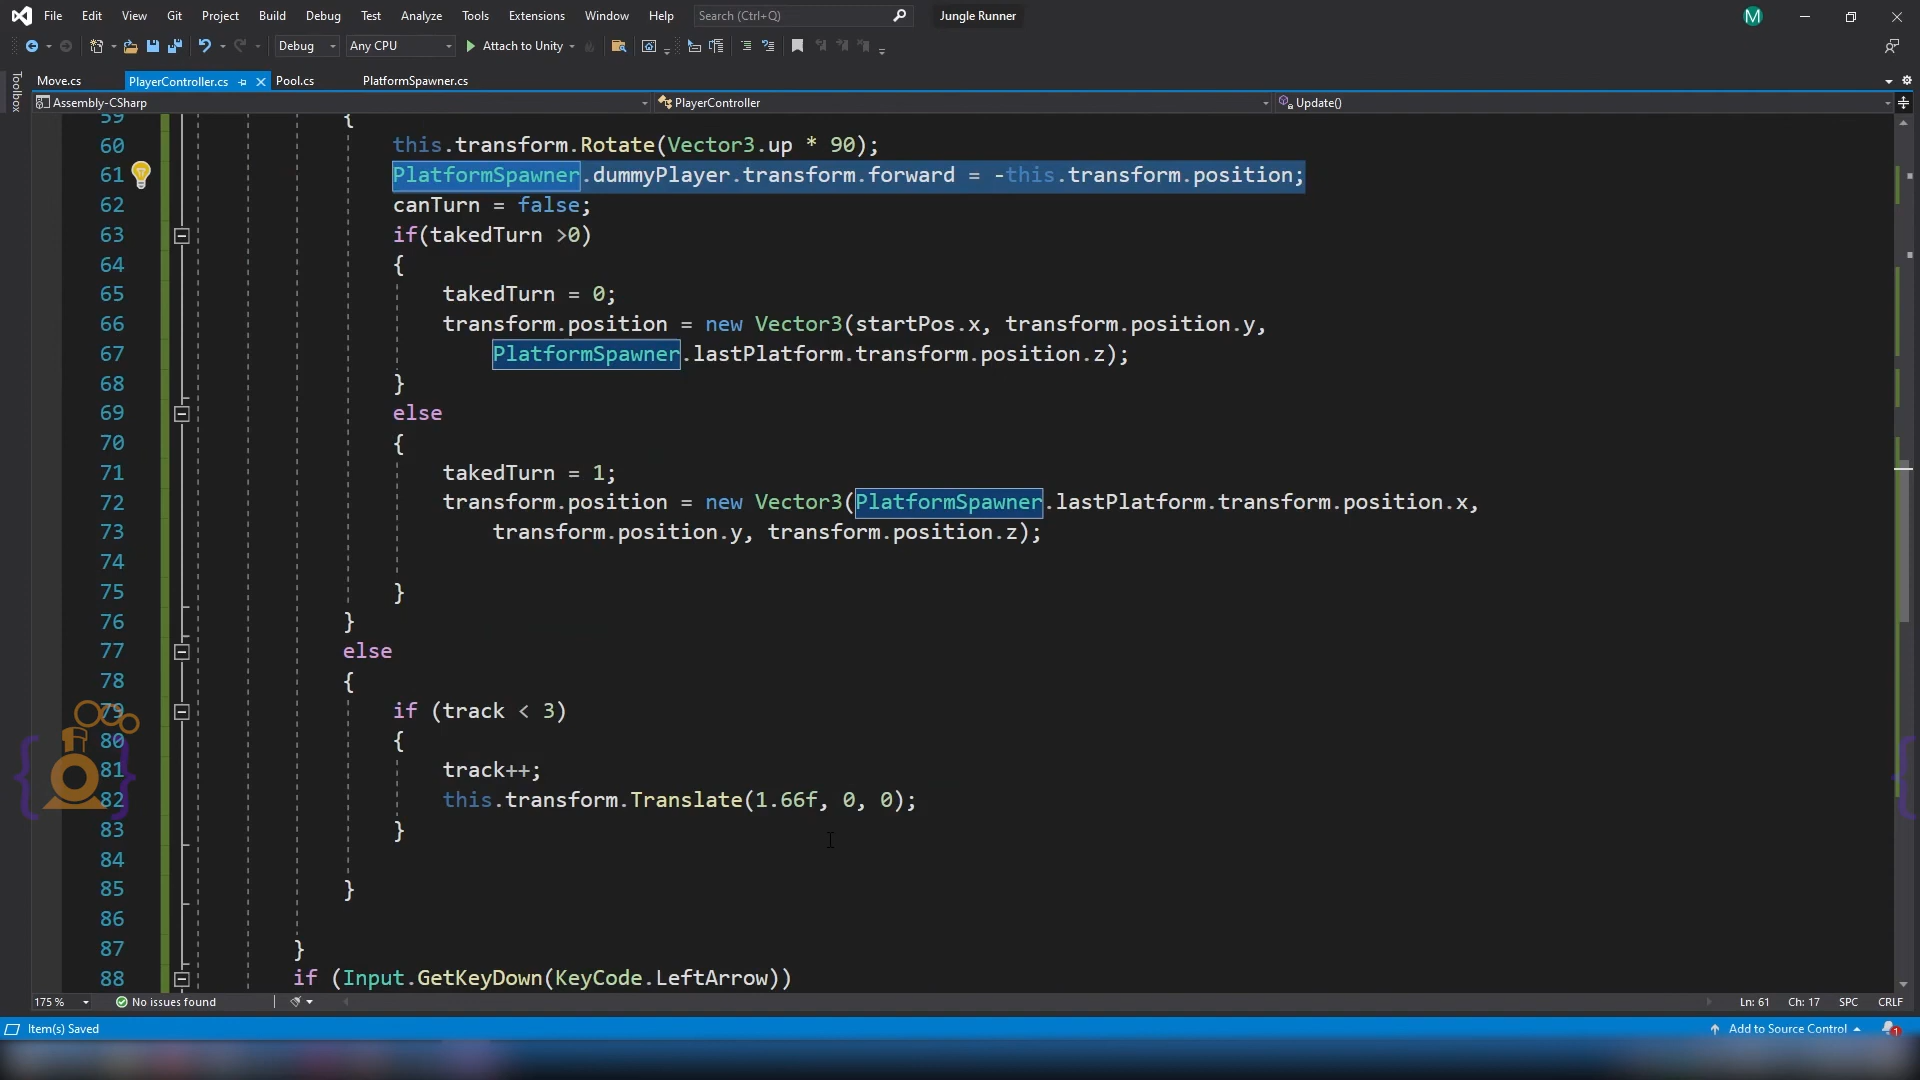 File Edit View Git Project Build Debug Test Analyze Tools Extensions Window Help Search (Ctrl+Q) Jungle Runner M
Debug Any CPU Attach to Unity
Toolbox
Move.cs PlayerController.cs Pool.cs PlatformSpawner.cs
Assembly-CSharp PlayerController Update()
59 {
60 this.transform.Rotate(Vector3.up * 90);
61 PlatformSpawner.dummyPlayer.transform.forward = -this.transform.position;
62 canTurn = false;
63 if(takedTurn >0)
64 {
65 takedTurn = 0;
66 transform.position = new Vector3(startPos.x, transform.position.y,
67 PlatformSpawner.lastPlatform.transform.position.z);
68 }
69 else
70 {
71 takedTurn = 1;
72 transform.position = new Vector3(PlatformSpawner.lastPlatform.transform.position.x,
73 transform.position.y, transform.position.z);
74
75 }
76 }
77 else
78 {
79 if (track < 3)
80 {
81 track++;
82 this.transform.Translate(1.66f, 0, 0);
83 }
84
85 }
86
87 }
88 if (Input.GetKeyDown(KeyCode.LeftArrow))
175 % No issues found Ln: 61 Ch: 17 SPC CRLF
Item(s) Saved Add to Source Control 1